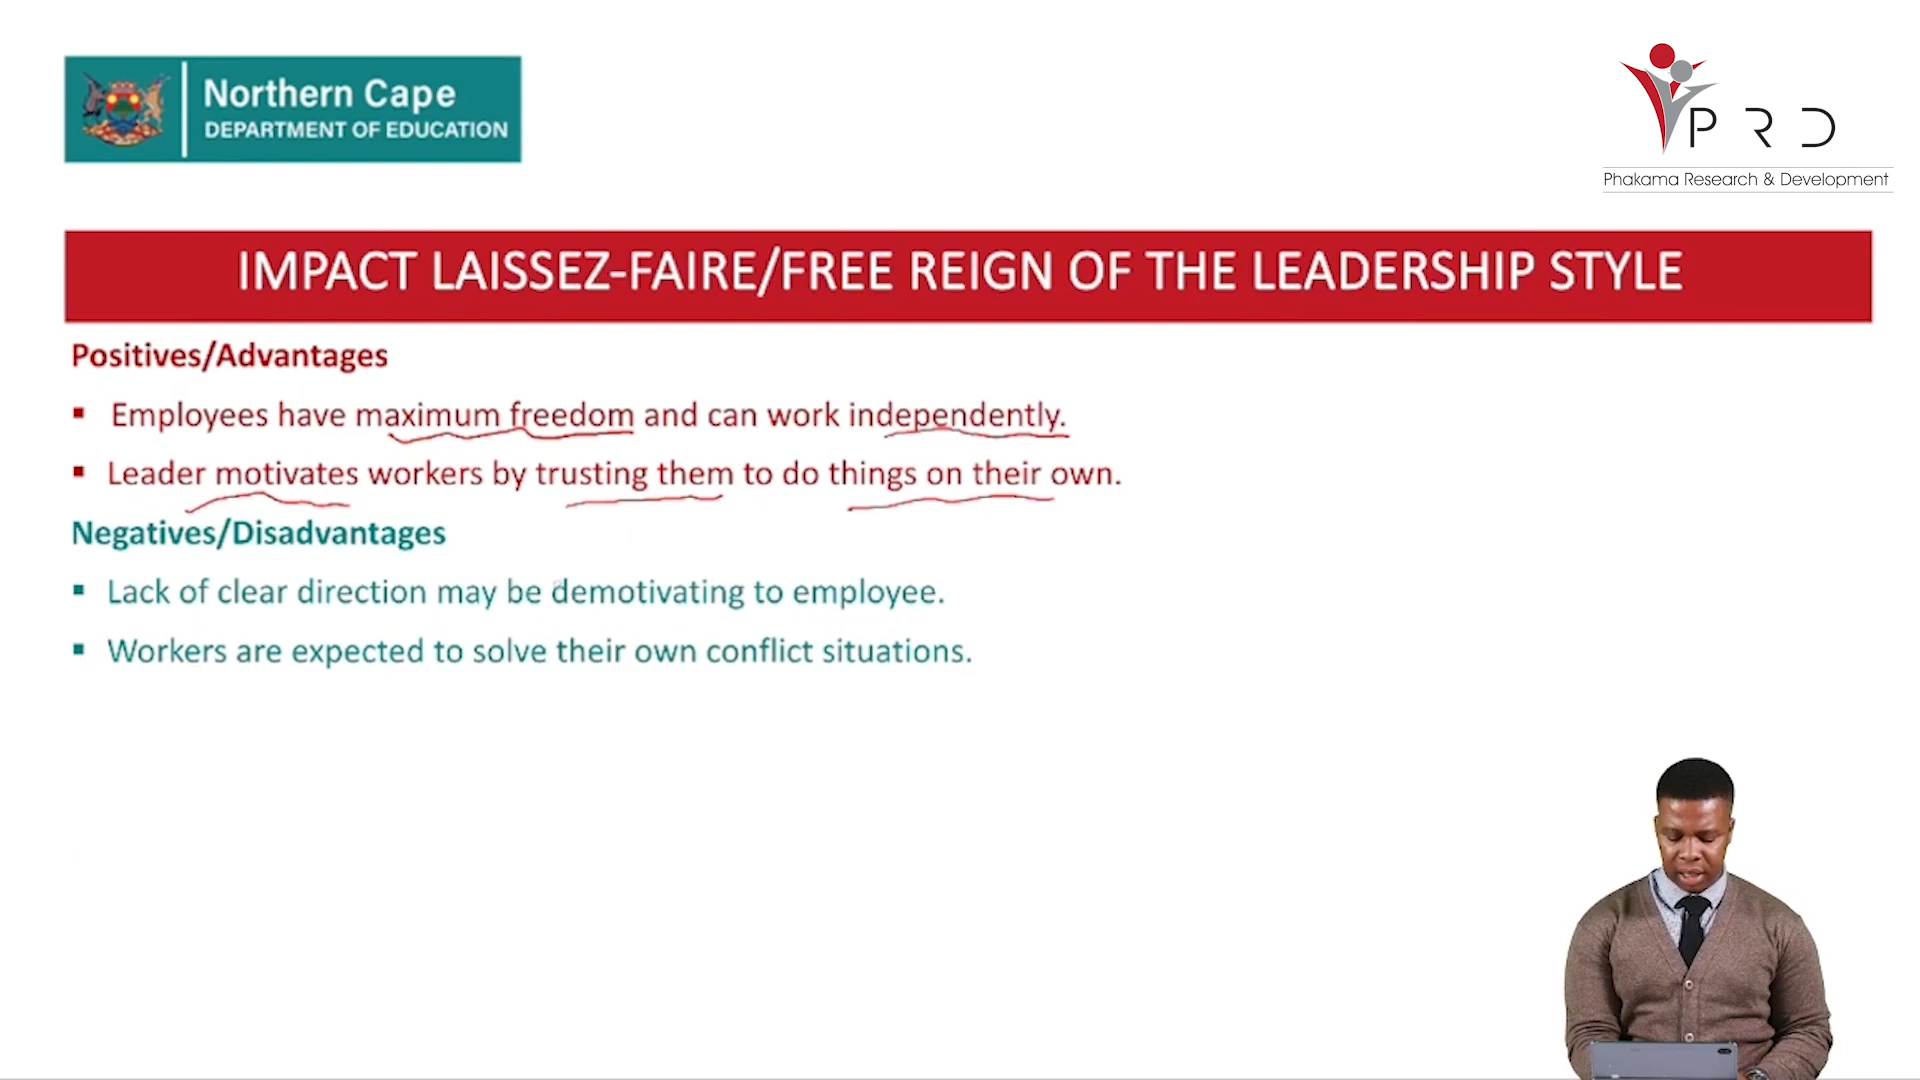 Northern Cape
DEPARTMENT OF EDUCATION
PRD
Phakama Research & Development
IMPACT LAISSEZ-FAIRE/FREE REIGN OF THE LEADERSHIP STYLE
Positives/Advantages
▪ Employees have maximum freedom and can work independently.
▪ Leader motivates workers by trusting them to do things on their own.
Negatives/Disadvantages
▪ Lack of clear direction may be demotivating to employee.
▪ Workers are expected to solve their own conflict situations.